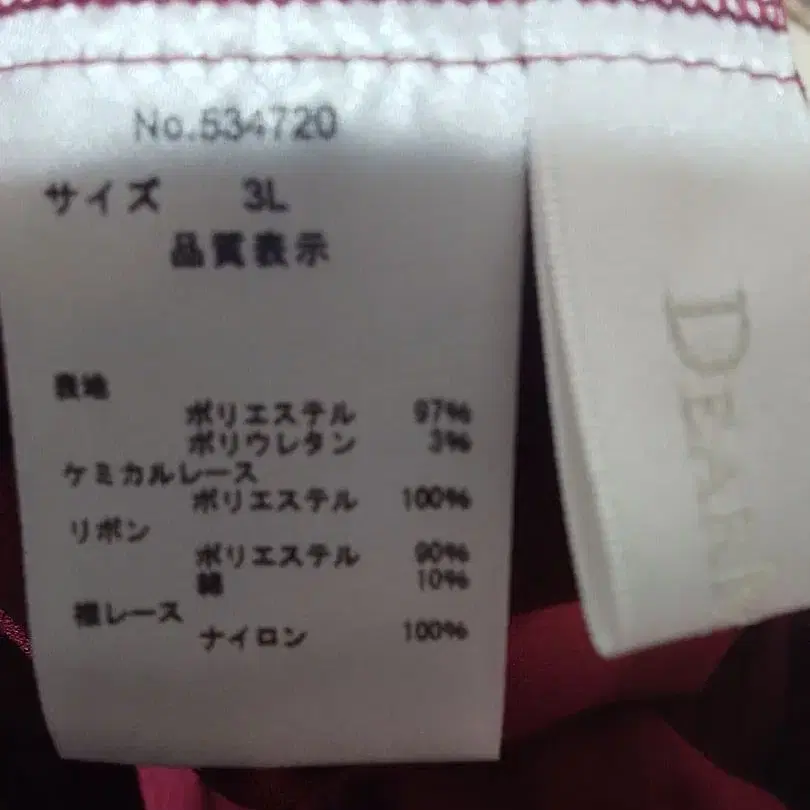 No.534720
サイズ 3L
品質表示
表地
ポリエステル 97%
ポリウレタン 3%
ケミカルレース
ポリエステル 100%
リボン
ポリエステル 90%
綿 10%
裾レース
ナイロン 100%